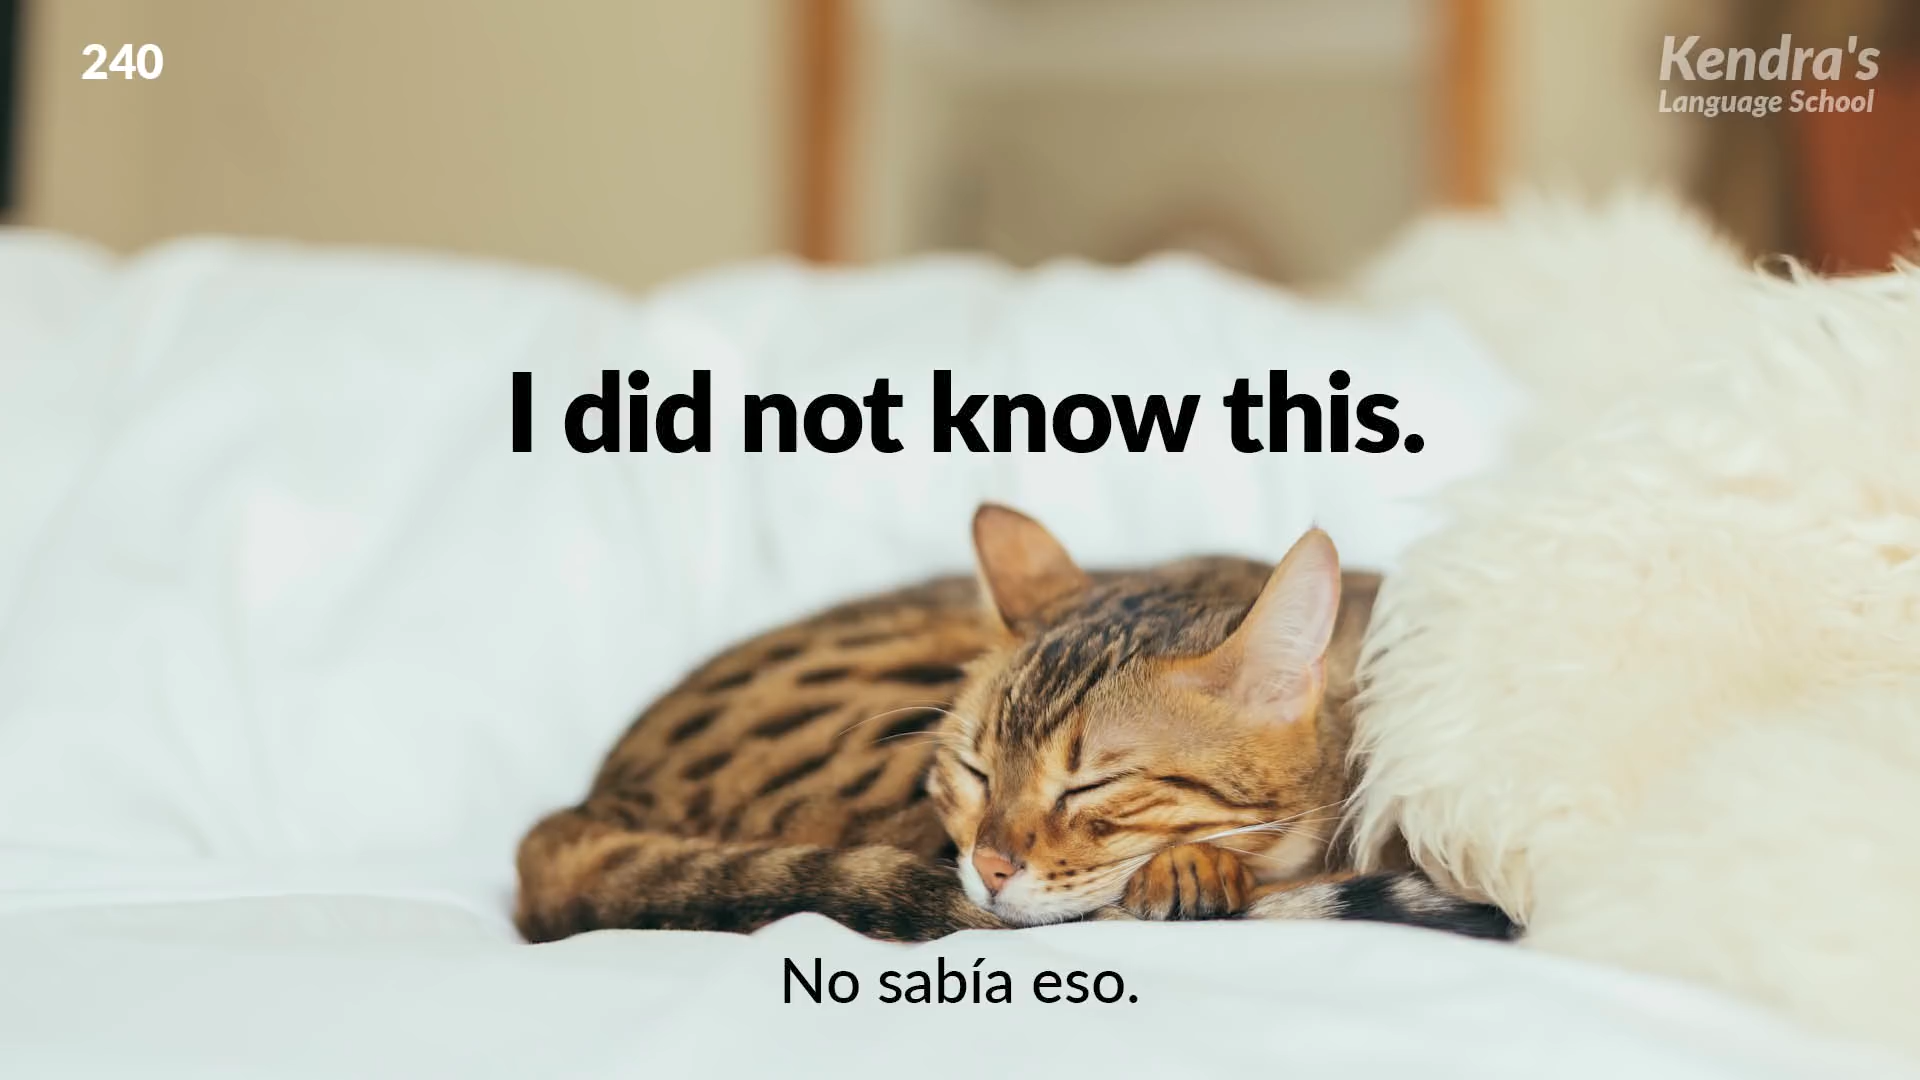 240
Kendra's
Language School
I did not know this.
No sabía eso.